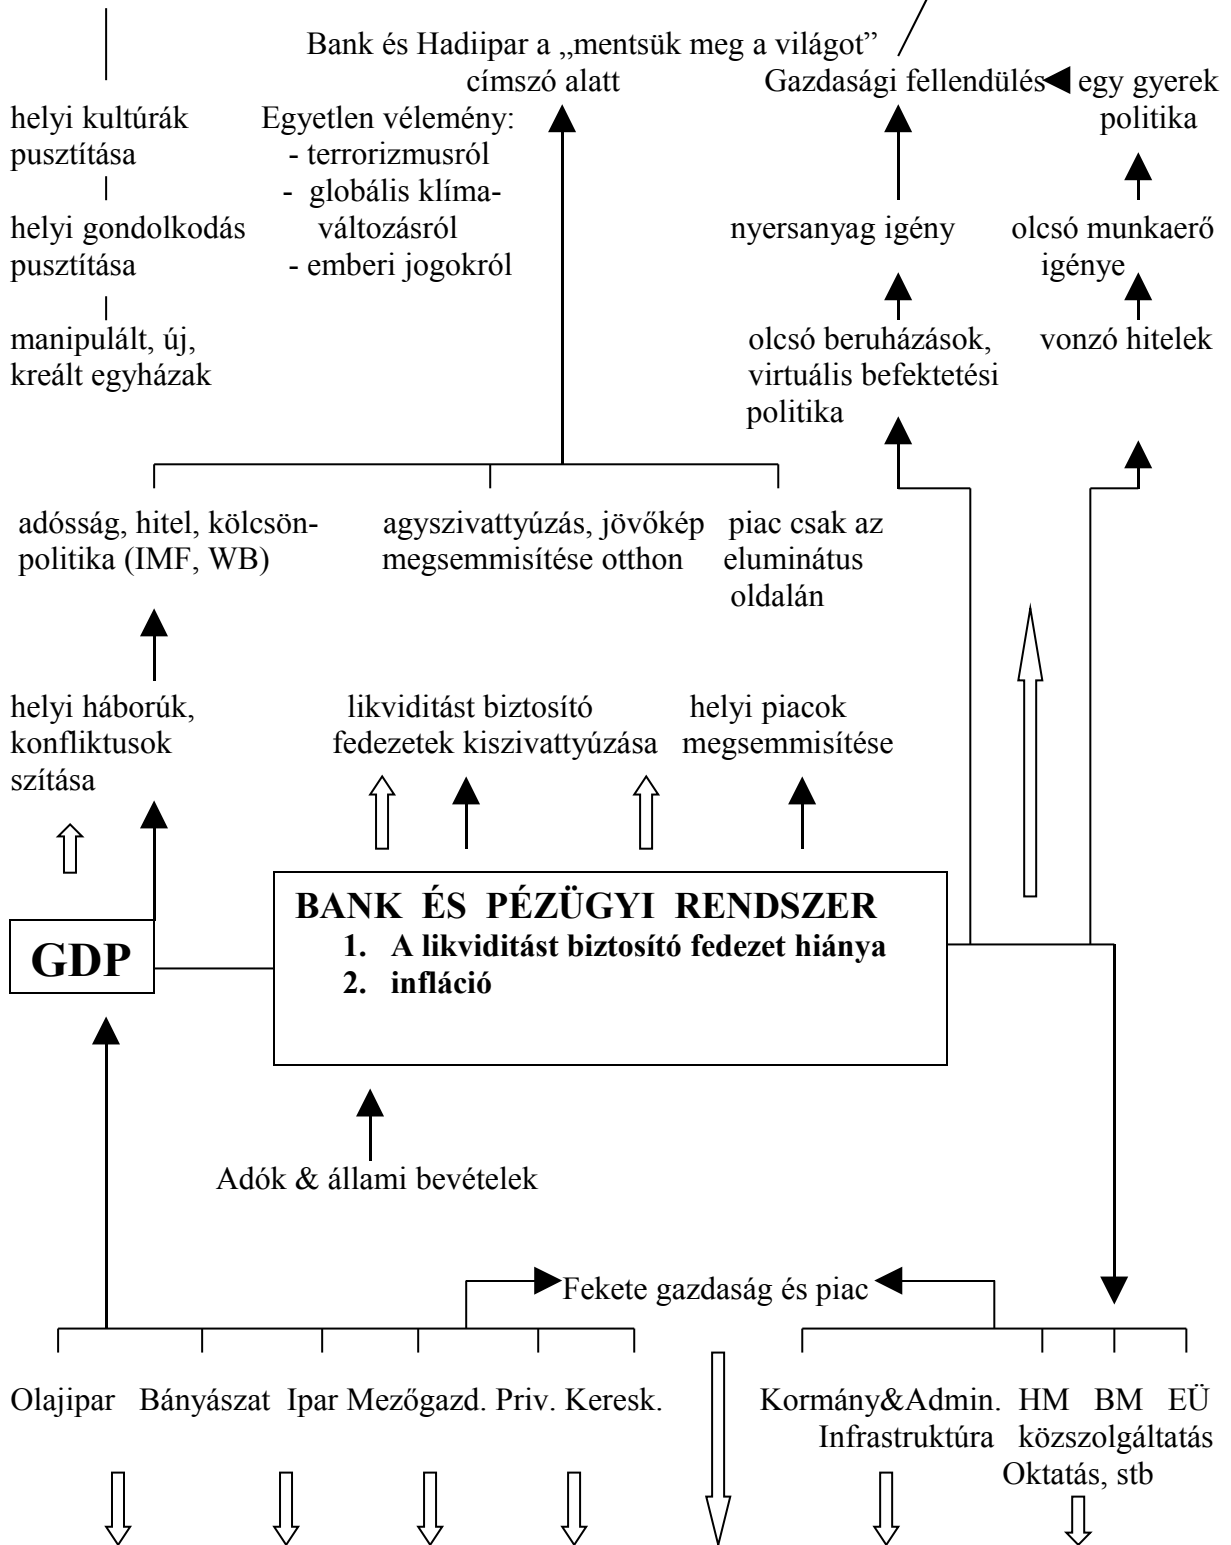 Bank és Hadiipar a „mentsük meg a világot”
címszó alatt
Gazdasági fellendülés
egy gyerek
politika
helyi kultúrák
pusztítása
Egyetlen vélemény:
- terrorizmusról
- globális klíma-
változásról
- emberi jogokról
helyi gondolkodás
pusztítása
nyersanyag igény
olcsó munkaerő
igénye
manipulált, új,
kreált egyházak
olcsó beruházások,
virtuális befektetési
politika
vonzó hitelek
adósság, hitel, kölcsön-
politika (IMF, WB)
agyszivattyúzás, jövőkép
megsemmisítése otthon
piac csak az
eluminátus
oldalán
helyi háborúk,
konfliktusok
szítása
likviditást biztosító
fedezetek kiszivattyúzása
helyi piacok
megsemmisítése
BANK ÉS PÉZÜGYI RENDSZER
1. A likviditást biztosító fedezet hiánya
2. infláció
GDP
Adók & állami bevételek
Fekete gazdaság és piac
Olajipar Bányászat Ipar Mezőgazd. Priv. Keresk.
Kormány&Admin. HM BM EÜ
Infrastruktúra közszolgáltatás
Oktatás, stb